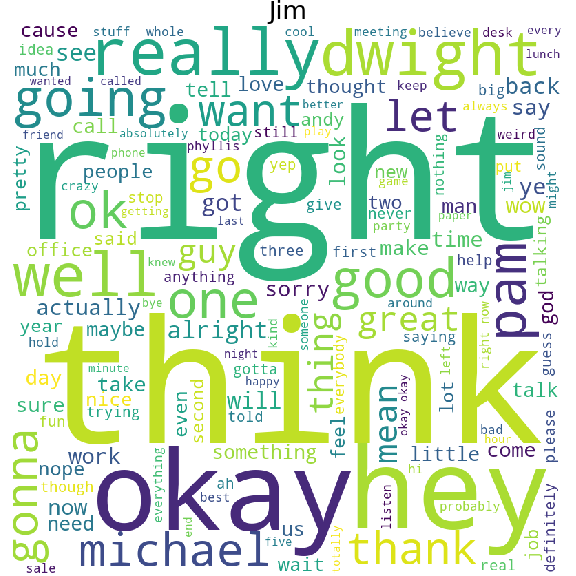 Jim
cause stuff whole cool meeting believe desk every
idea see really dwight lunch
much wanted called tell love thought better keep big back
going want let always say
call today still andy play weird
friend absolutely phyllis look nothing put sound
pretty right
phone people go yep new jim might
crazy ok stop got two never man ye wow
getting last give game party paper
office said guy three first make time help talking
well anything sorry good way god
knew one pam
actually bye around
year maybe alright great saying guess
hold kind someone right now
think
minute night left
day nice take gotta happy thing everybody lot talk
sure fun trying even second will told feel mean okay okay bad please
gonna something little come hour
work okay hey
nope everything ah hi
though best listen probably definitely
now need us
end five totally job
michael wait thank real
sale